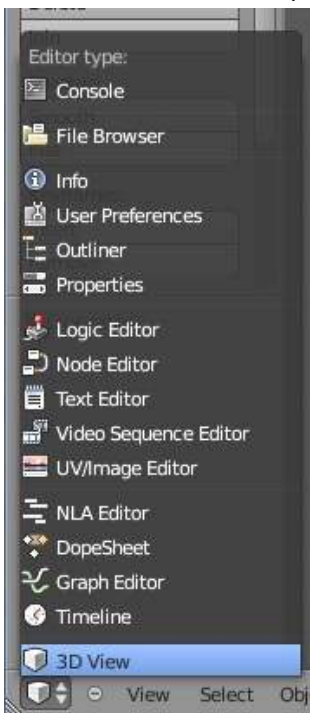 Editor type:
Console
File Browser
Info
User Preferences
Outliner
Properties
Logic Editor
Node Editor
Text Editor
Video Sequence Editor
UV/Image Editor
NLA Editor
DopeSheet
Graph Editor
Timeline
3D View
View Select Obj